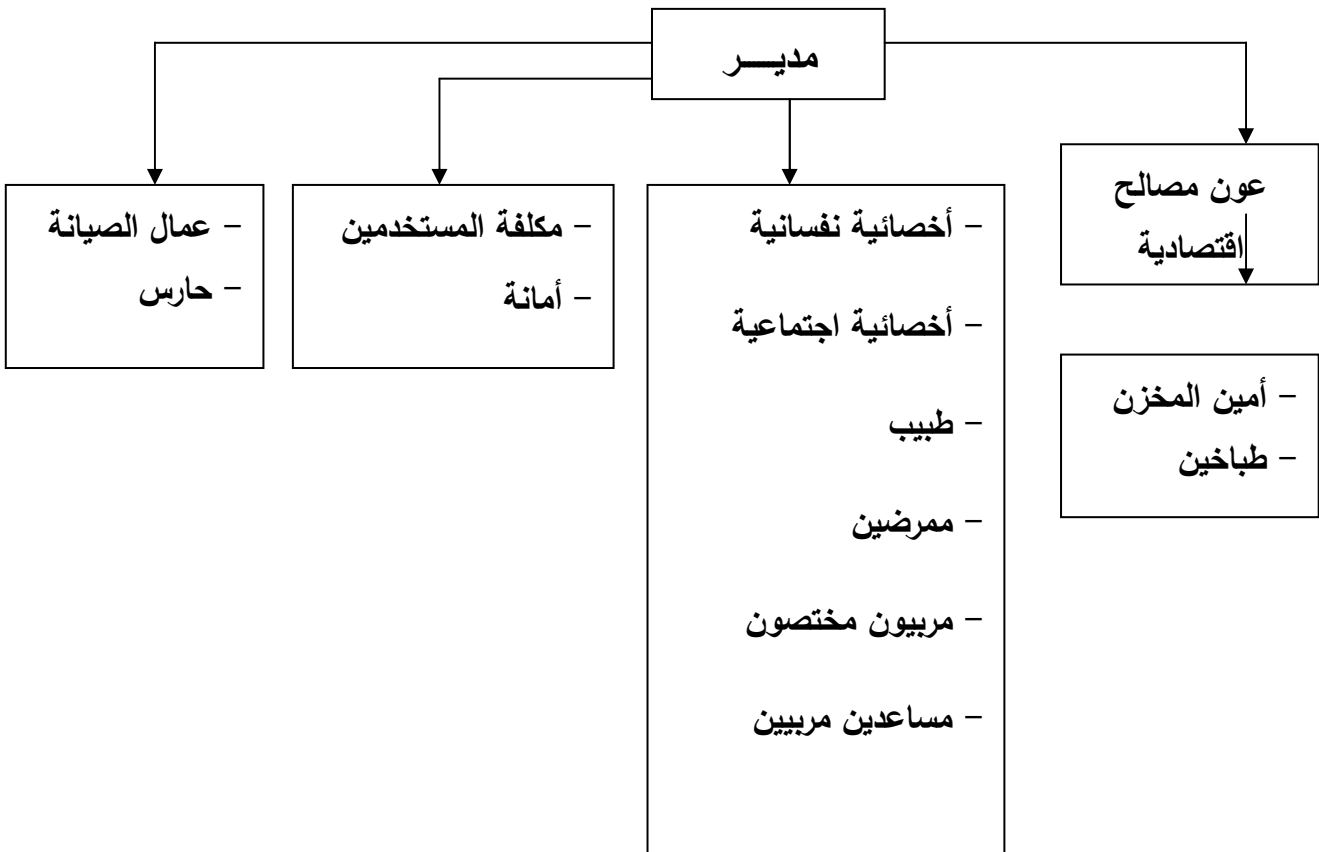 مديـــــر
عون مصالح
اقتصادية
– أمين المخزن
– طباخين
– أخصائية نفسانية
– أخصائية اجتماعية
– طبيب
– ممرضين
– مربيون مختصون
– مساعدين مربيين
– مكلفة المستخدمين
– أمانة
– عمال الصيانة
– حارس